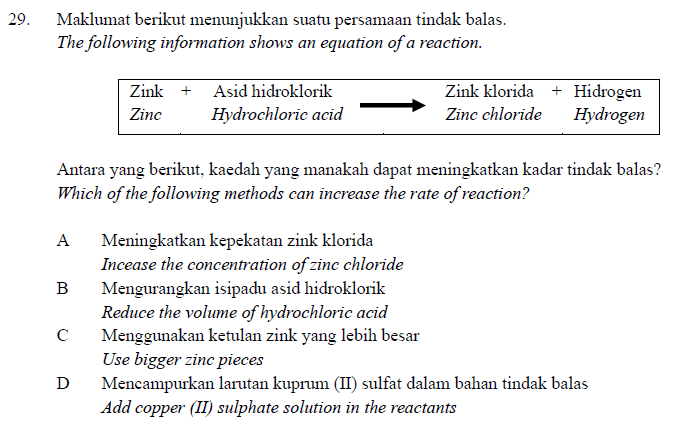 29. Maklumat berikut menunjukkan suatu persamaan tindak balas.
The following information shows an equation of a reaction.
Zink + Asid hidroklorik Zink klorida + Hidrogen
Zinc Hydrochloric acid Zinc chloride Hydrogen
Antara yang berikut, kaedah yang manakah dapat meningkatkan kadar tindak balas?
Which of the following methods can increase the rate of reaction?
A Meningkatkan kepekatan zink klorida
Incease the concentration of zinc chloride
B Mengurangkan isipadu asid hidroklorik
Reduce the volume of hydrochloric acid
C Menggunakan ketulan zink yang lebih besar
Use bigger zinc pieces
D Mencampurkan larutan kuprum (II) sulfat dalam bahan tindak balas
Add copper (II) sulphate solution in the reactants